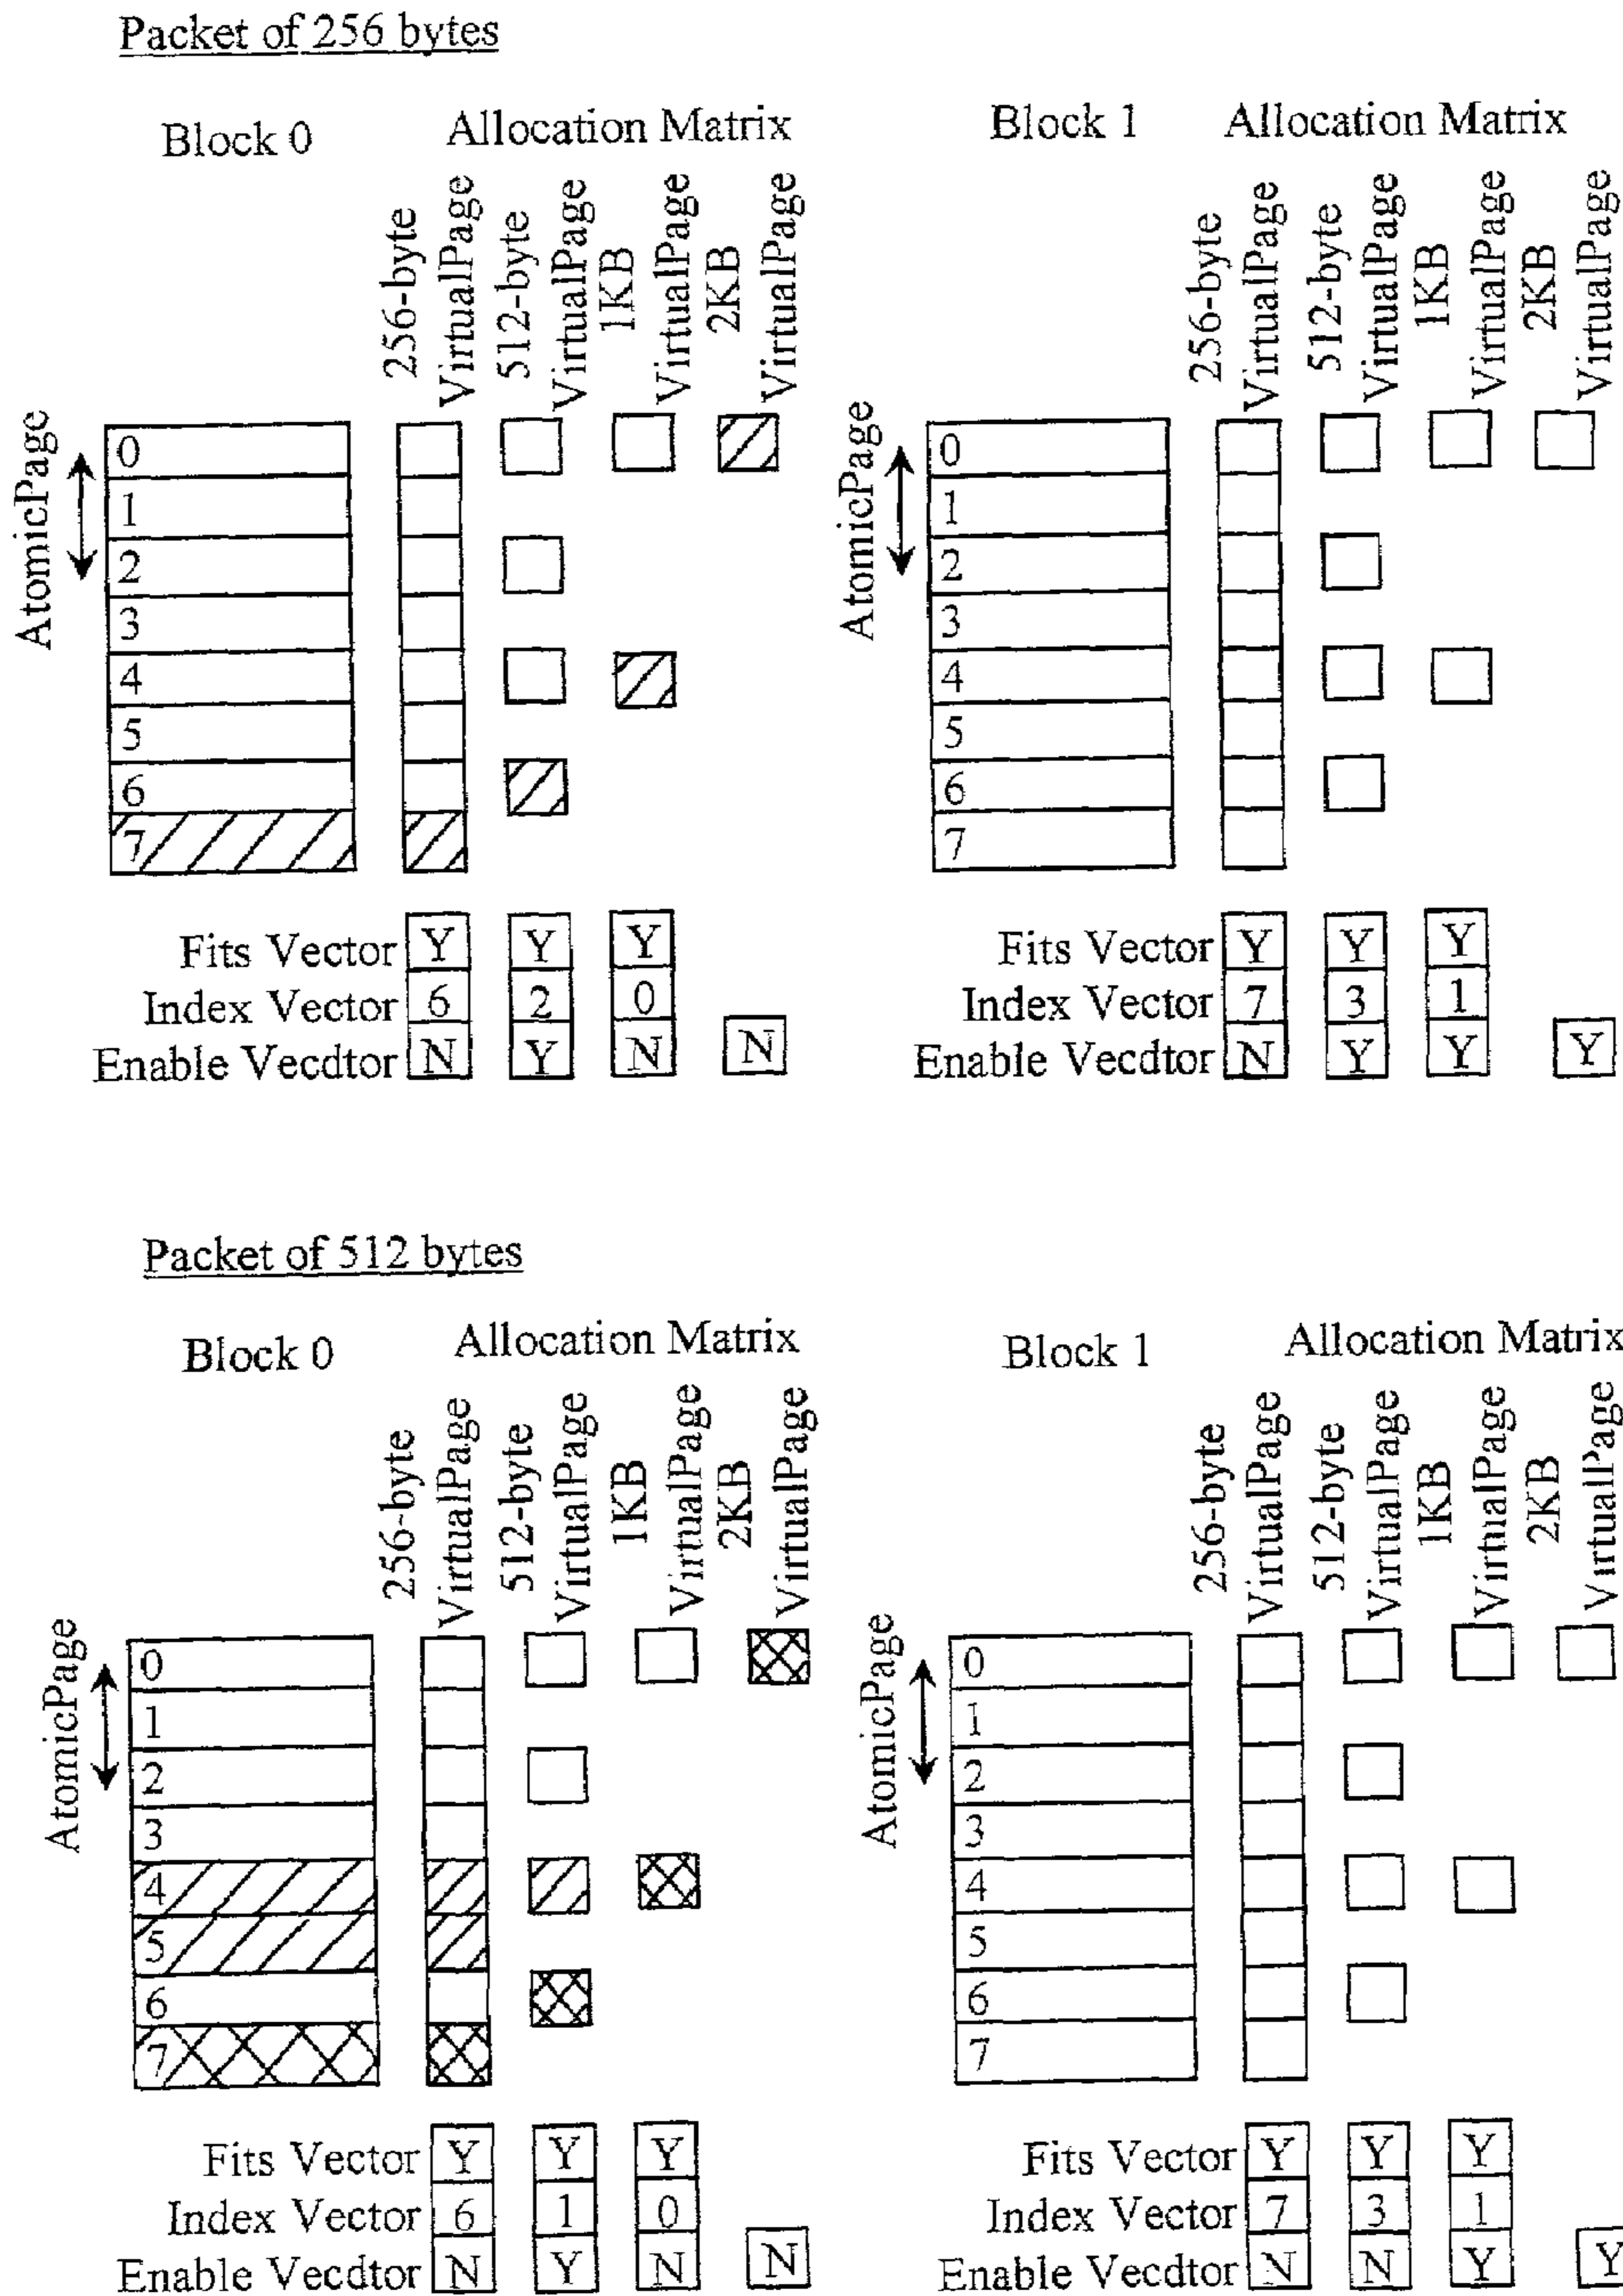 Packet of 256 bytes
Block 0
Allocation Matrix
256-byte
VirtualPage
512-byte
VirtualPage
1KB
VirtualPage
2KB
VirtualPage
AtomicPage
0
1
2
3
4
5
6
7
Fits Vector Y Y Y
Index Vector 6 2 0
Enable Vecdtor N Y N N
Block 1
Allocation Matrix
256-byte
VirtualPage
512-byte
VirtualPage
1KB
VirtualPage
2KB
VirtualPage
AtomicPage
0
1
2
3
4
5
6
7
Fits Vector Y Y Y
Index Vector 7 3 1
Enable Vecdtor N Y Y Y
Packet of 512 bytes
Block 0
Allocation Matrix
256-byte
VirtualPage
512-byte
VirtualPage
1KB
VirtualPage
2KB
VirtualPage
AtomicPage
0
1
2
3
4
5
6
7
Fits Vector Y Y Y
Index Vector 6 1 0
Enable Vecdtor N Y N N
Block 1
Allocation Matrix
256-byte
VirtualPage
512-byte
VirtualPage
1KB
VirtualPage
2KB
VirtualPage
AtomicPage
0
1
2
3
4
5
6
7
Fits Vector Y Y Y
Index Vector 7 3 1
Enable Vecdtor N N Y Y